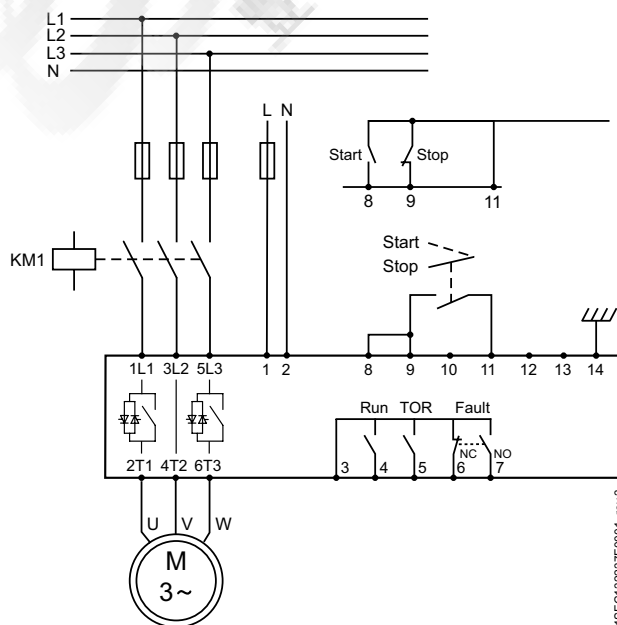 L1
L2
L3
N
L N
Start Stop
8 9 11
KM1
Start
Stop
1L1 3L2 5L3 1 2 8 9 10 11 12 13 14
Run TOR Fault
NC NO
2T1 4T2 6T3 3 4 5 6 7
U V W
M
3~